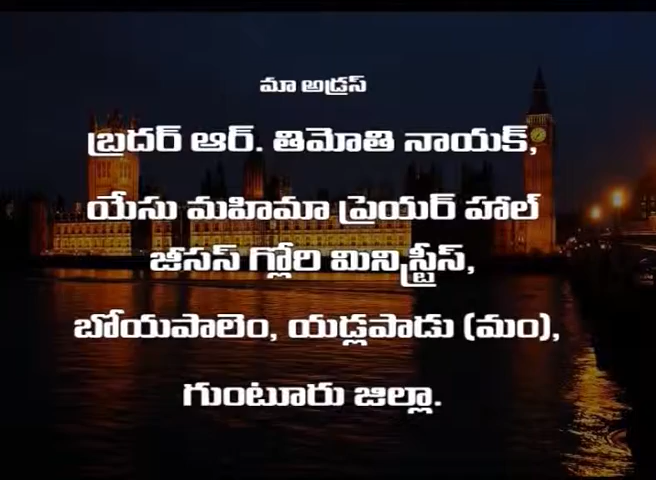 మా అడ్రస్
బ్రదర్ ఆర్. తిమోతి నాయక్,
యేసు మహిమా ప్రెయర్ హాల్
జీసస్ గ్లోరి మినిస్ట్రీస్,
బోయపాలెం, యడ్లపాడు (మం),
గుంటూరు జిల్లా.